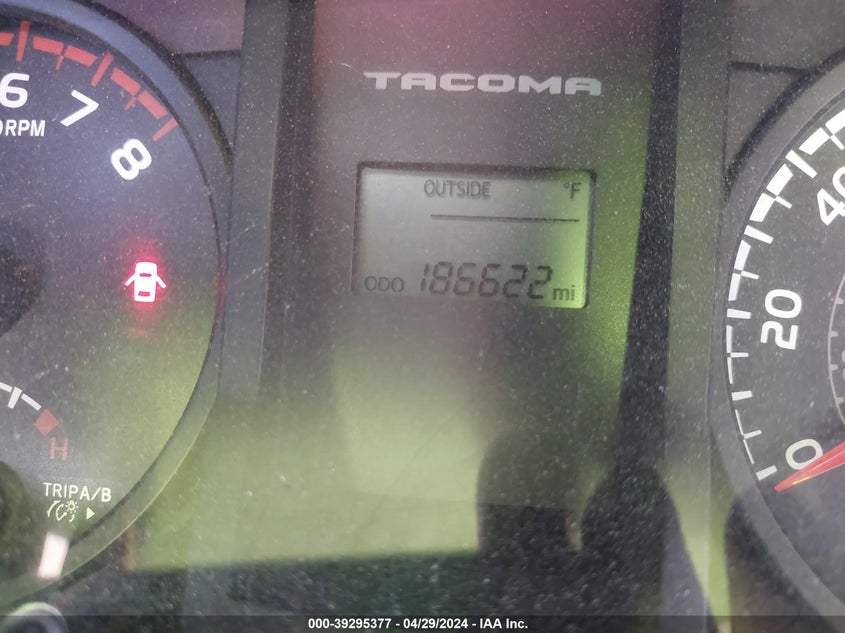 TACOMA
6
7
8
0RPM
OUTSIDE °F
ODO 186622 mi
H
TRIP A/B
40
20
0
000-39295377 - 04/29/2024 - IAA Inc.